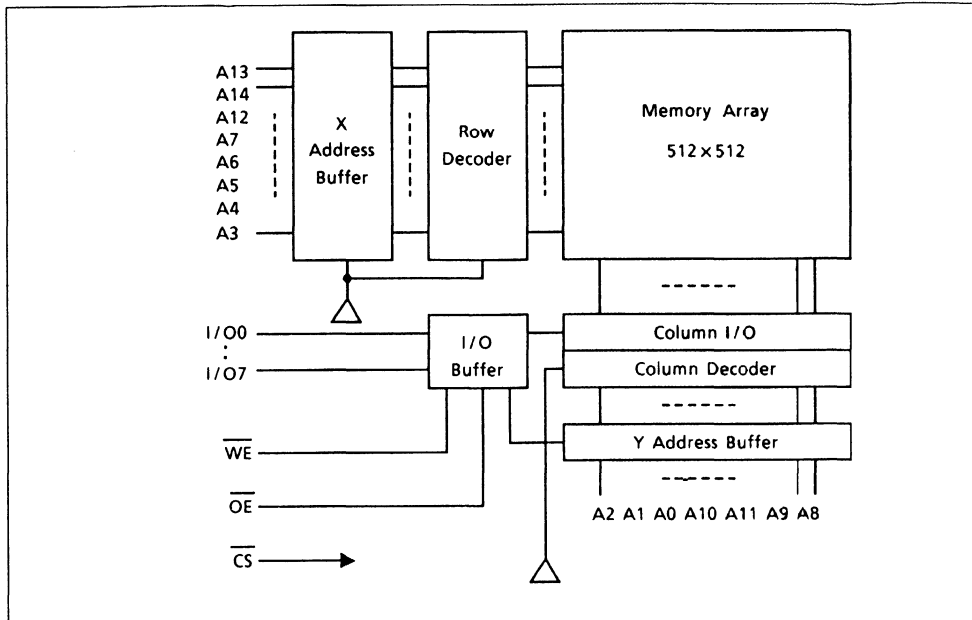 A13
A14
A12
A7
A6
A5
A4
A3
X
Address
Buffer
Row
Decoder
Memory Array
512×512
I/O0
I/O7
I/O
Buffer
Column I/O
Column Decoder
Y Address Buffer
WE
OE
CS
A2 A1 A0 A10 A11 A9 A8